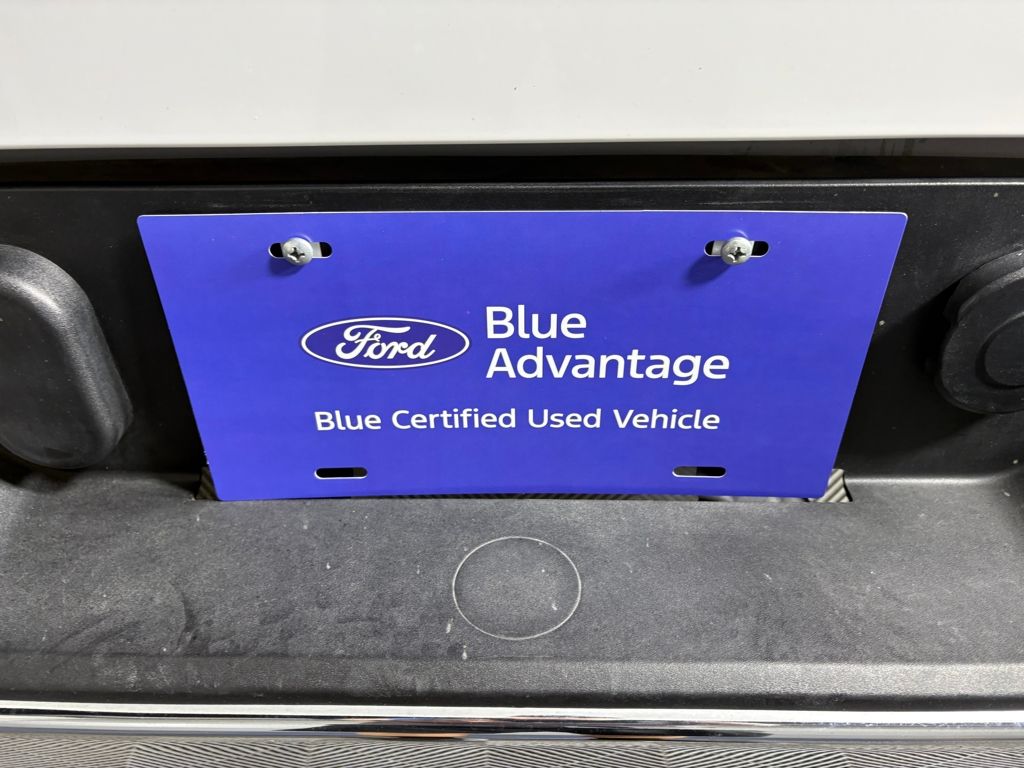 Ford
Blue
Advantage
Blue Certified Used Vehicle